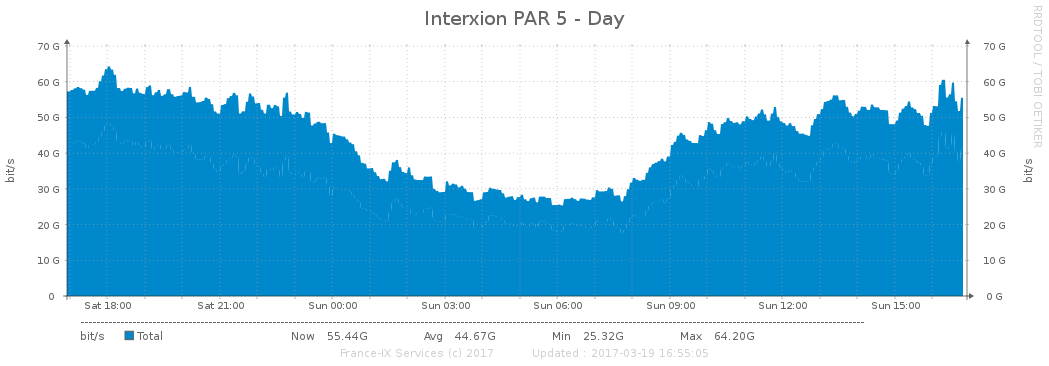 Interxion PAR 5 - Day
RRDTOOL / TOBI OETIKER
70 G 70 G
60 G 60 G
50 G 50 G
40 G 40 G
30 G 30 G
20 G 20 G
10 G 10 G
0 0 G
bit/s bit/s
Sat 18:00 Sat 21:00 Sun 00:00 Sun 03:00 Sun 06:00 Sun 09:00 Sun 12:00 Sun 15:00
bit/s Total Now 55.44G Avg 44.67G Min 25.32G Max 64.20G
France-IX Services (c) 2017 Updated : 2017-03-19 16:55:05